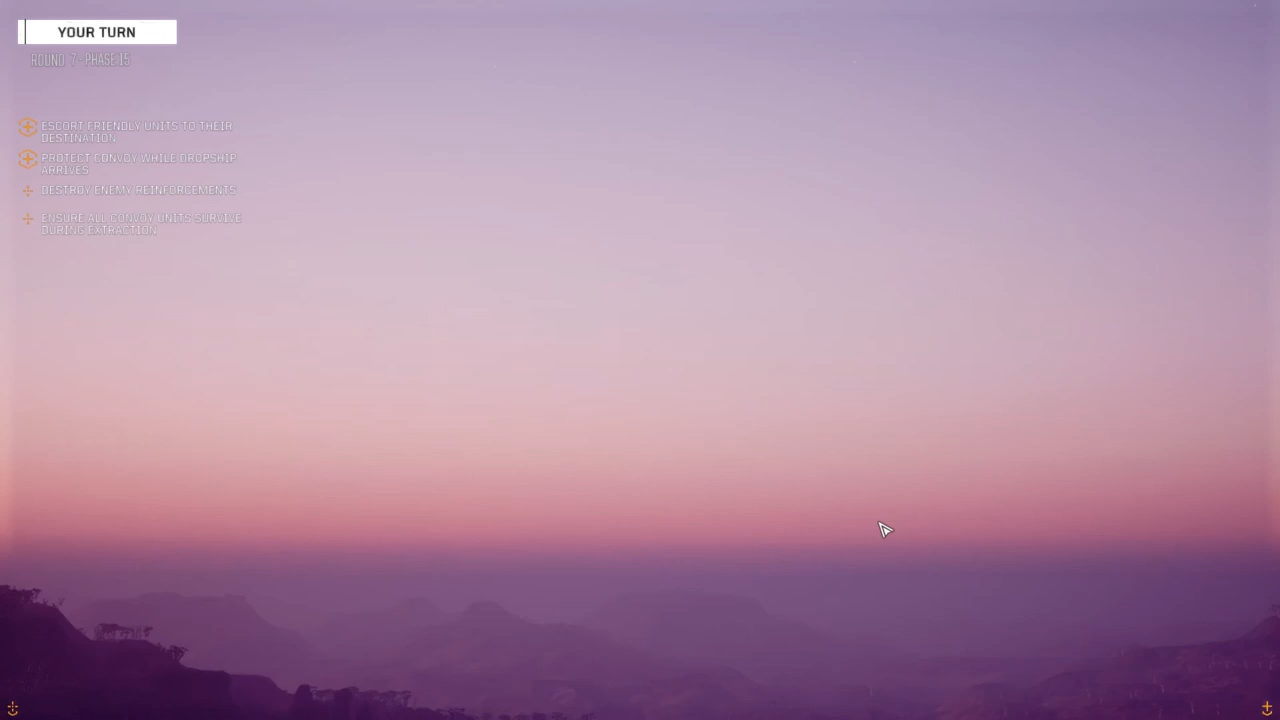 YOUR TURN
ROUND 7 - PHASE 15
ESCORT FRIENDLY UNITS TO THEIR
DESTINATION
PROTECT CONVOY WHILE DROPSHIP
ARRIVES
DESTROY ENEMY REINFORCEMENTS
ENSURE ALL CONVOY UNITS SURVIVE
DURING EXTRACTION